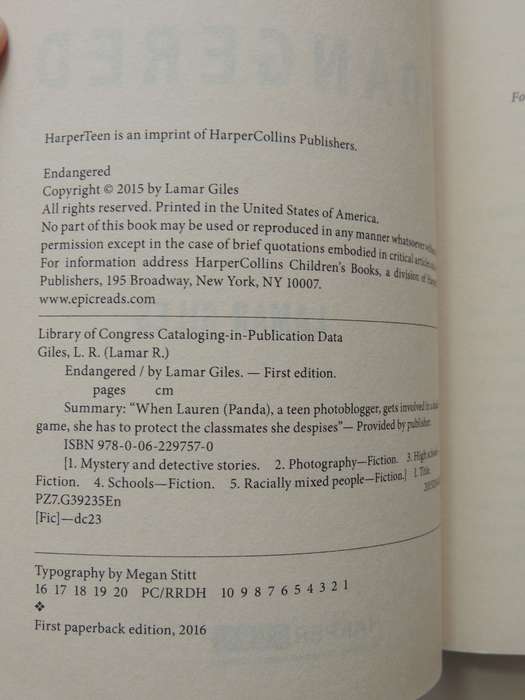 HarperTeen is an imprint of HarperCollins Publishers.
Endangered
Copyright © 2015 by Lamar Giles
All rights reserved. Printed in the United States of America.
No part of this book may be used or reproduced in any manner whatsoever
permission except in the case of brief quotations embodied in critical articles
For information address HarperCollins Children's Books, a division of
Publishers, 195 Broadway, New York, NY 10007.
www.epicreads.com
Library of Congress Cataloging-in-Publication Data
Giles, L. R. (Lamar R.)
Endangered / by Lamar Giles. — First edition.
pages cm
Summary: “When Lauren (Panda), a teen photoblogger, gets involved in
game, she has to protect the classmates she despises”— Provided by publisher.
ISBN 978-0-06-229757-0
[1. Mystery and detective stories. 2. Photography—Fiction. 3. High
Fiction. 4. Schools—Fiction. 5. Racially mixed people—Fiction.] I. Title.
PZ7.G39235En
[Fic]—dc23
Typography by Megan Stitt
16 17 18 19 20 PC/RRDH 10 9 8 7 6 5 4 3 2 1
❖
First paperback edition, 2016